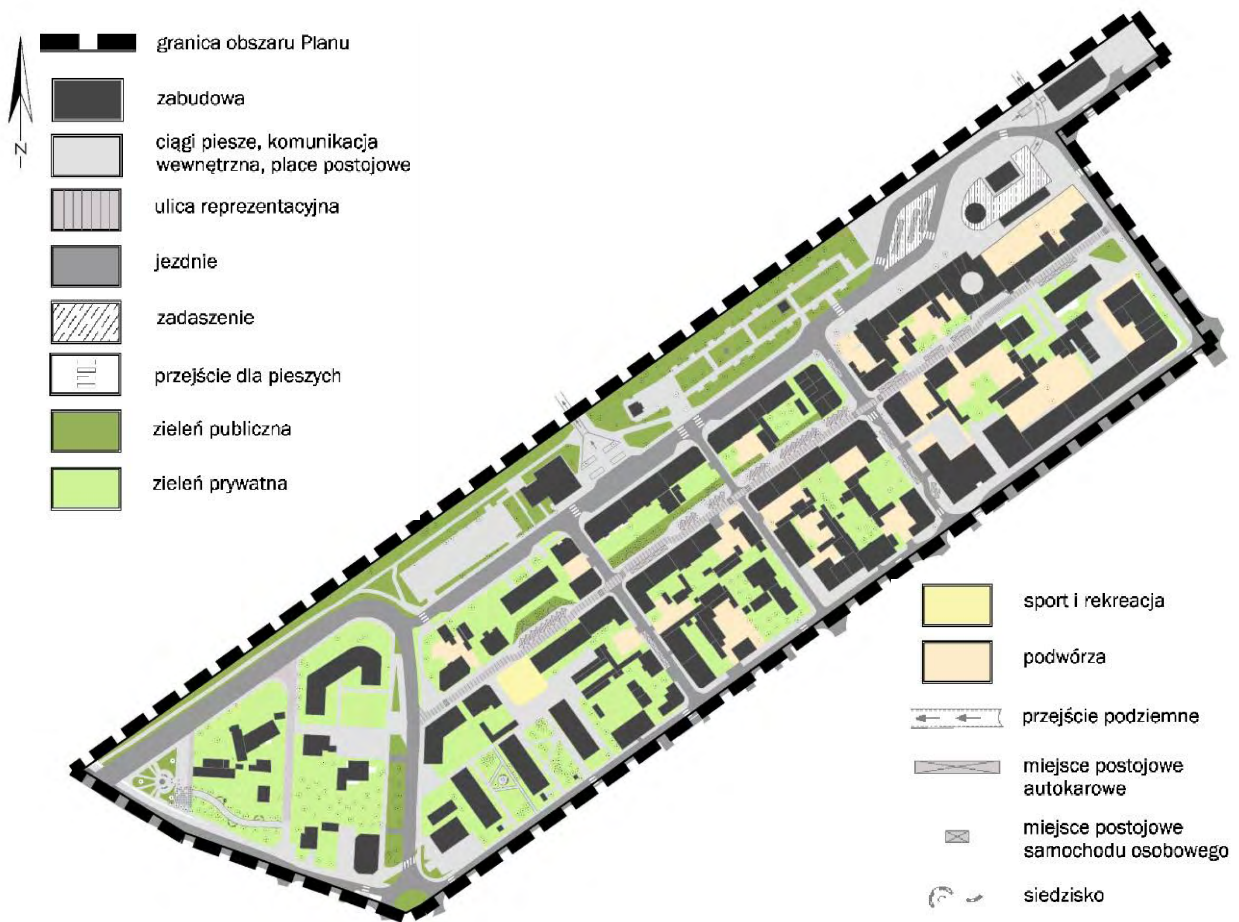 granica obszaru Planu
zabudowa
ciągi piesze, komunikacja
wewnętrzna, place postojowe
ulica reprezentacyjna
jezdnie
zadaszenie
przejście dla pieszych
zieleń publiczna
zieleń prywatna
N
sport i rekreacja
podwórza
przejście podziemne
miejsce postojowe
autokarowe
miejsce postojowe
samochodu osobowego
siedzisko